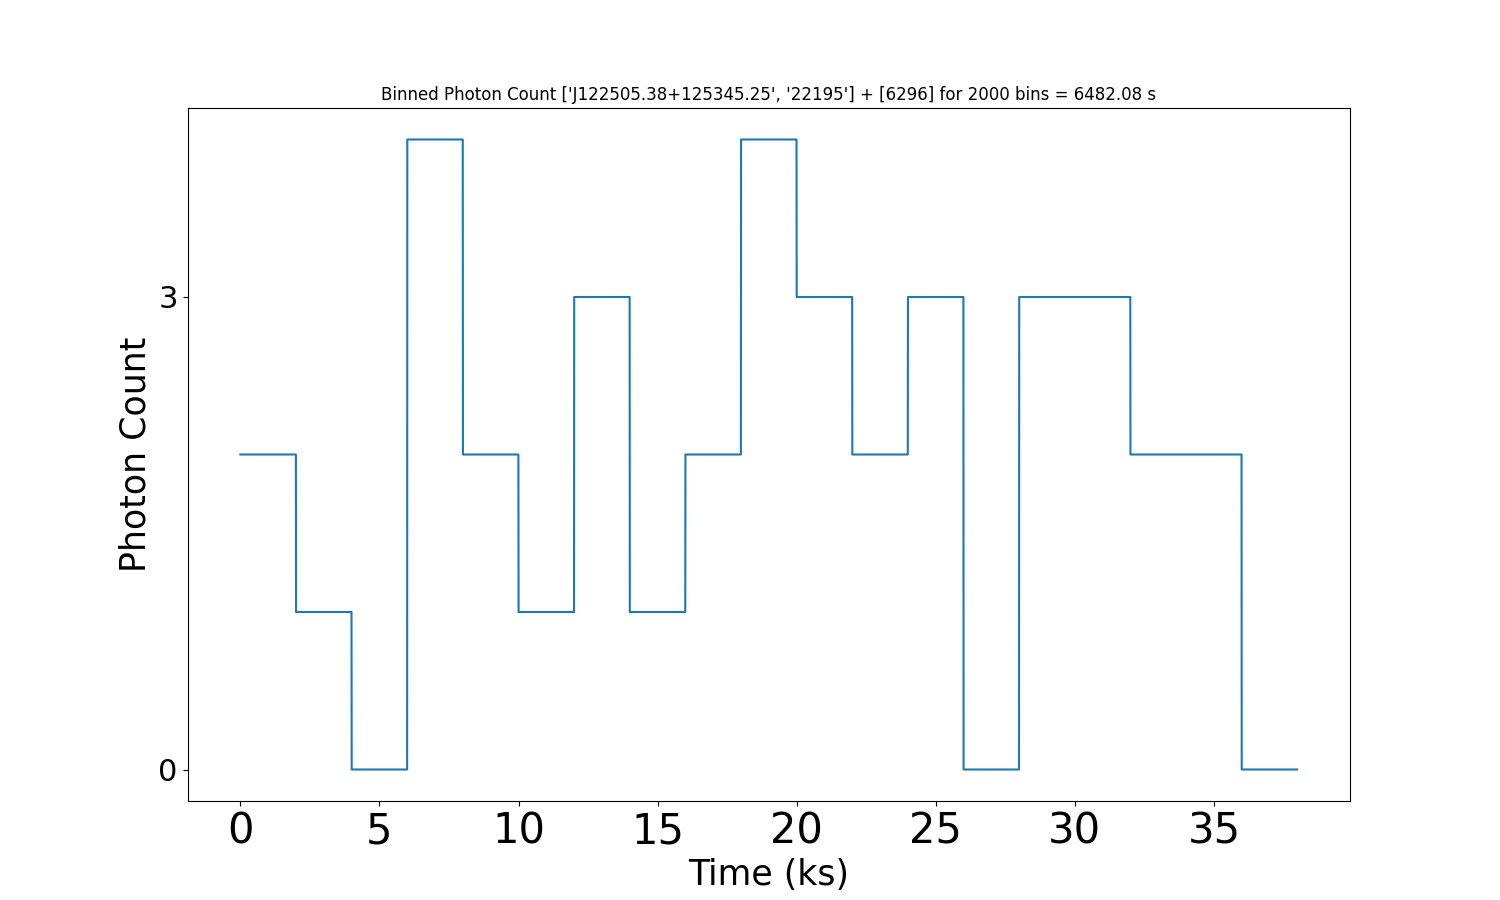 Binned Photon Count ['J122505.38+125345.25', '22195'] + [6296] for 2000 bins = 6482.08 s
Photon Count
3
0
0 5 10 15 20 25 30 35
Time (ks)